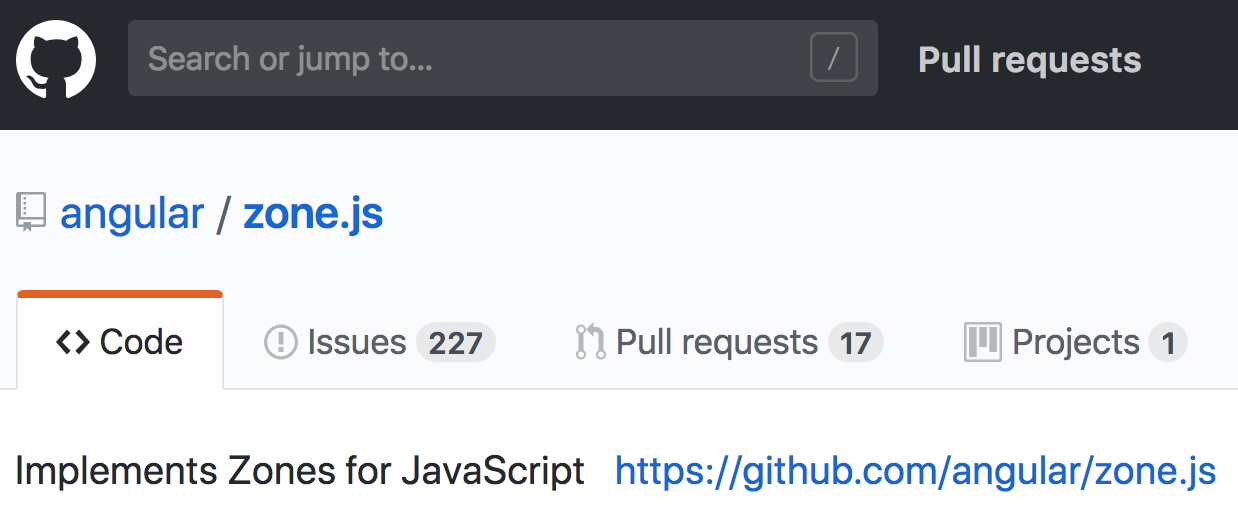 Search or jump to... / Pull requests
angular / zone.js
Code Issues 227 Pull requests 17 Projects 1
Implements Zones for JavaScript https://github.com/angular/zone.js